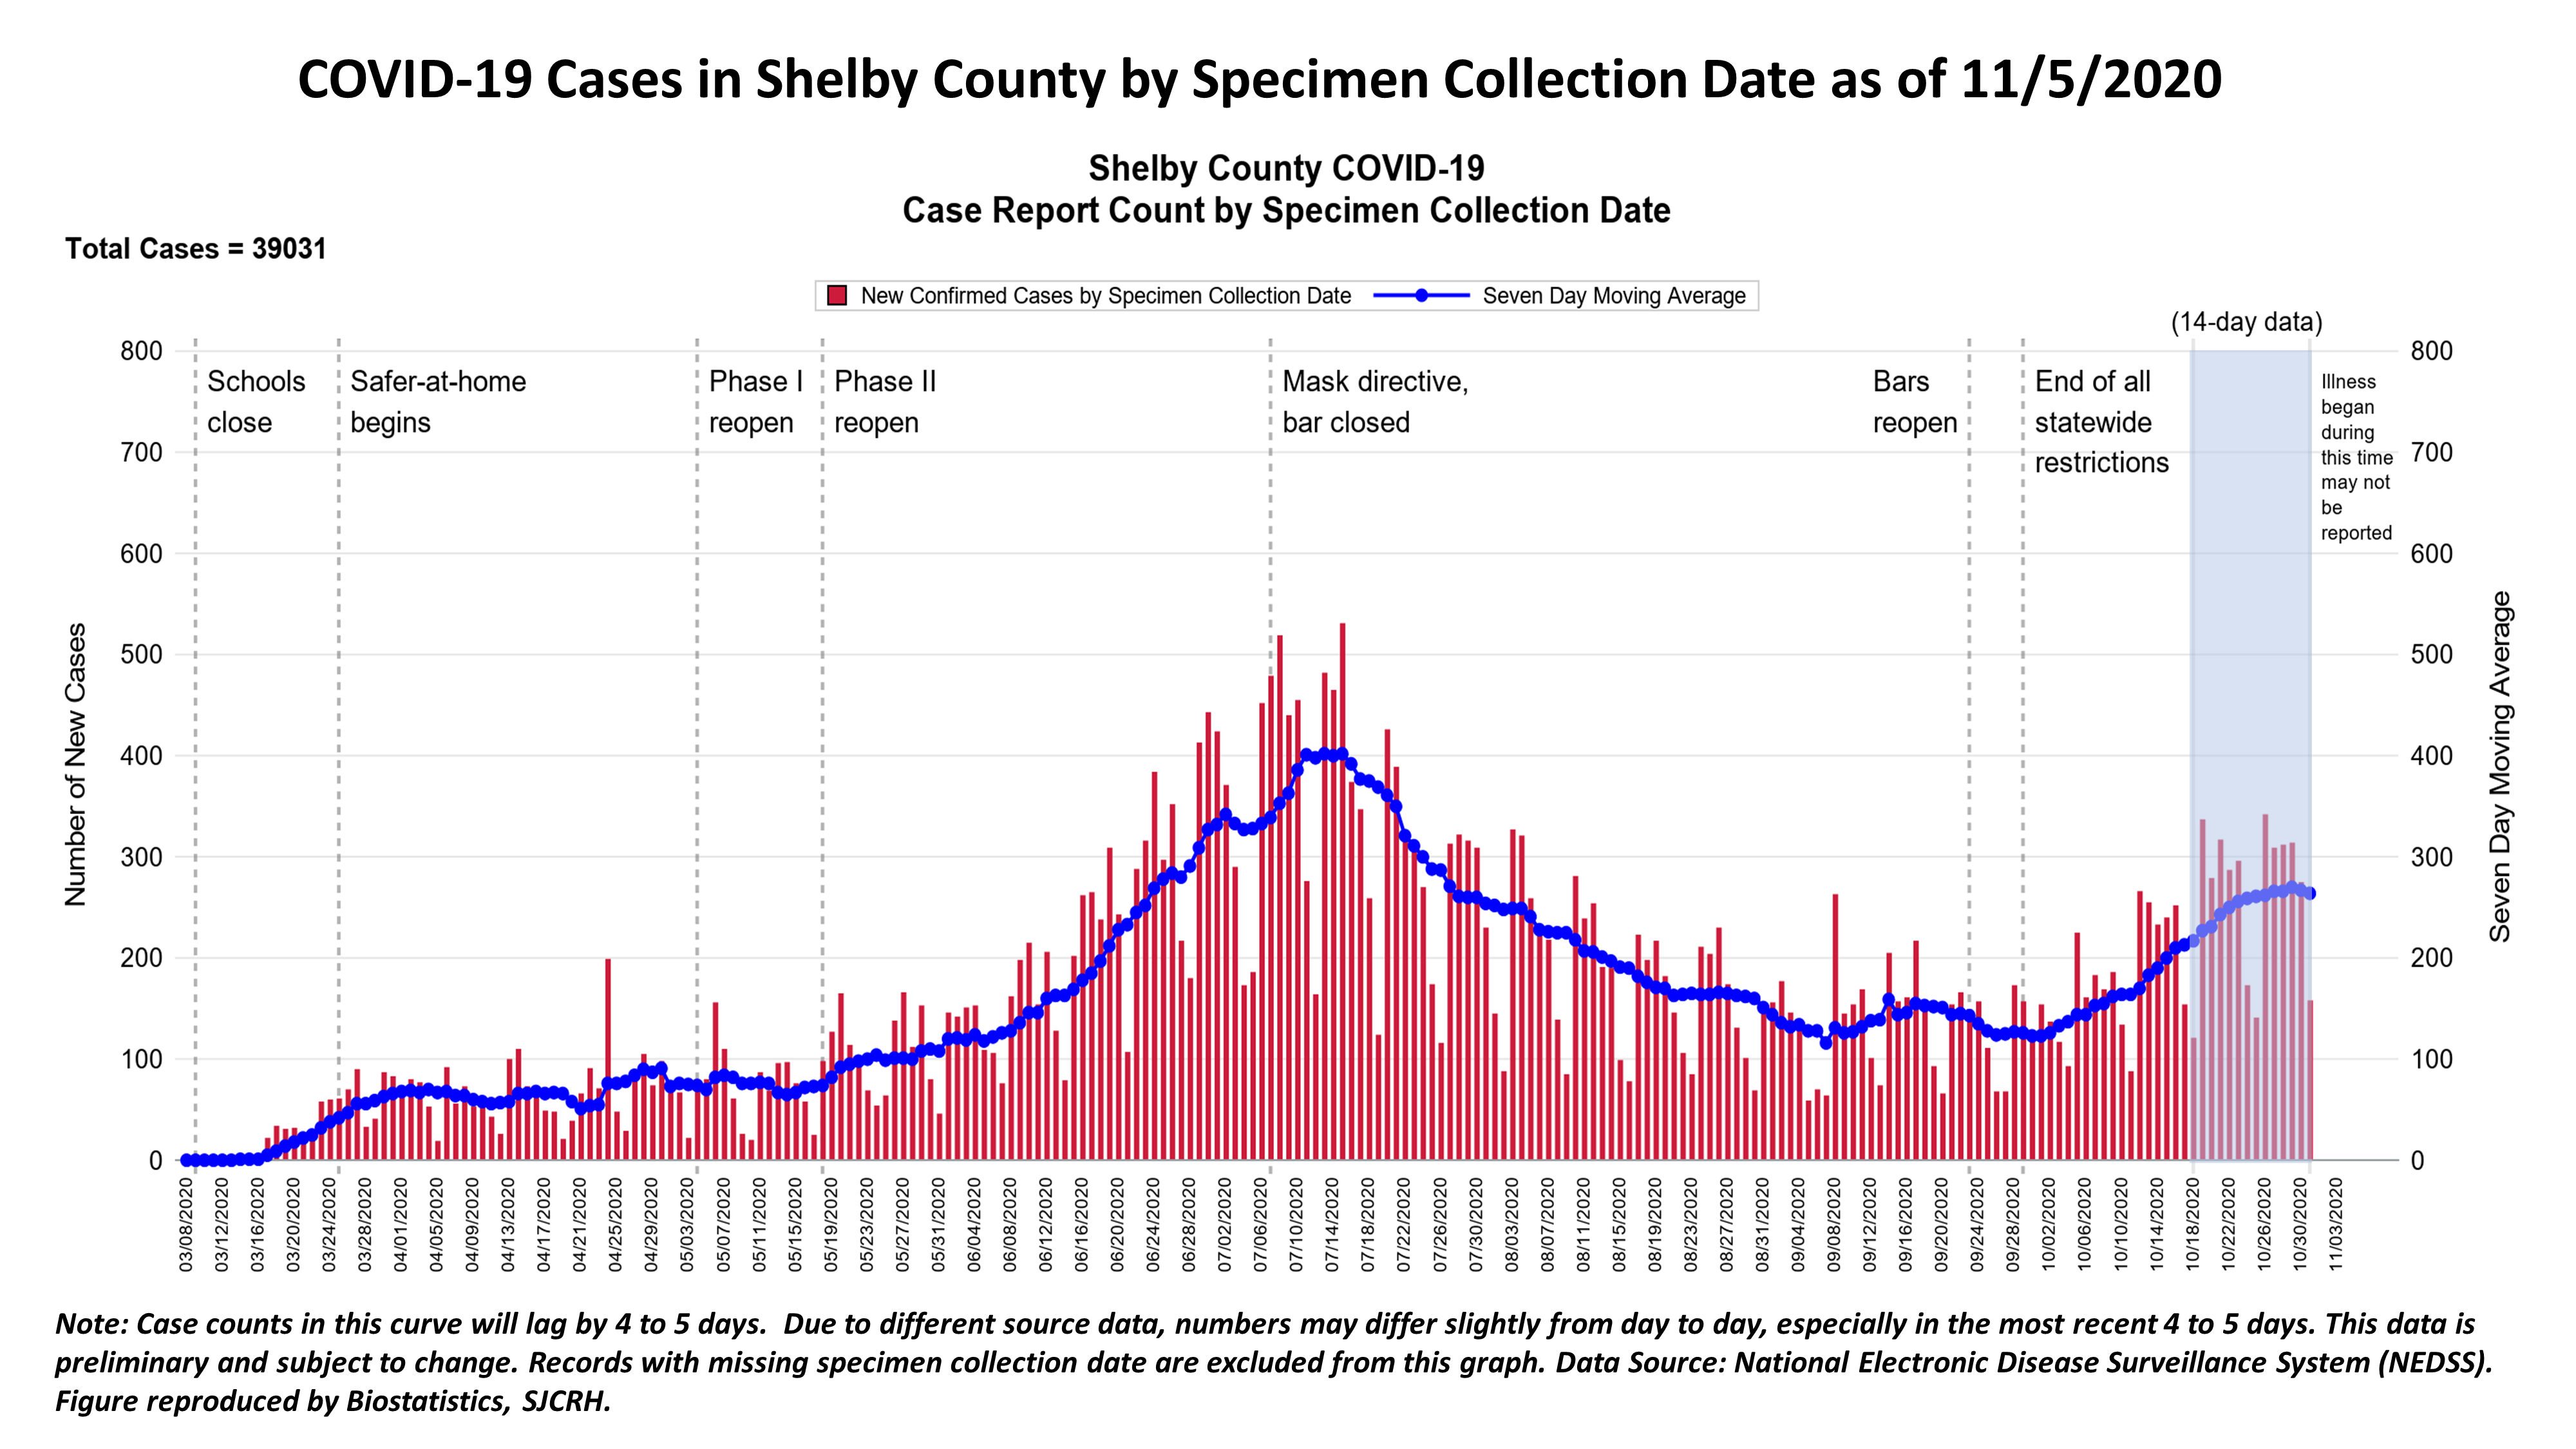 COVID-19 Cases in Shelby County by Specimen Collection Date as of 11/5/2020
Shelby County COVID-19
Case Report Count by Specimen Collection Date
Total Cases = 39031
New Confirmed Cases by Specimen Collection Date
Seven Day Moving Average
(14-day data)
Schools
close
Safer-at-home
begins
Phase I
reopen
Phase II
reopen
Mask directive,
bar closed
Bars
reopen
End of all
statewide
restrictions
Illness
began
during
this time
may not
be
reported
Number of New Cases
800
700
600
500
400
300
200
100
0
800
700
600
500
400
300
200
100
0
Seven Day Moving Average
03/08/2020
03/12/2020
03/16/2020
03/20/2020
03/24/2020
03/28/2020
04/01/2020
04/05/2020
04/09/2020
04/13/2020
04/17/2020
04/21/2020
04/25/2020
04/29/2020
05/03/2020
05/07/2020
05/11/2020
05/15/2020
05/19/2020
05/23/2020
05/27/2020
05/31/2020
06/04/2020
06/08/2020
06/12/2020
06/16/2020
06/20/2020
06/24/2020
06/28/2020
07/02/2020
07/06/2020
07/10/2020
07/14/2020
07/18/2020
07/22/2020
07/26/2020
07/30/2020
08/03/2020
08/07/2020
08/11/2020
08/15/2020
08/19/2020
08/23/2020
08/27/2020
08/31/2020
09/04/2020
09/08/2020
09/12/2020
09/16/2020
09/20/2020
09/24/2020
09/28/2020
10/02/2020
10/06/2020
10/10/2020
10/14/2020
10/18/2020
10/22/2020
10/26/2020
10/30/2020
11/03/2020
Note: Case counts in this curve will lag by 4 to 5 days.  Due to different source data, numbers may differ slightly from day to day, especially in the most recent 4 to 5 days. This data is
preliminary and subject to change. Records with missing specimen collection date are excluded from this graph. Data Source: National Electronic Disease Surveillance System (NEDSS).
Figure reproduced by Biostatistics, SJCRH.